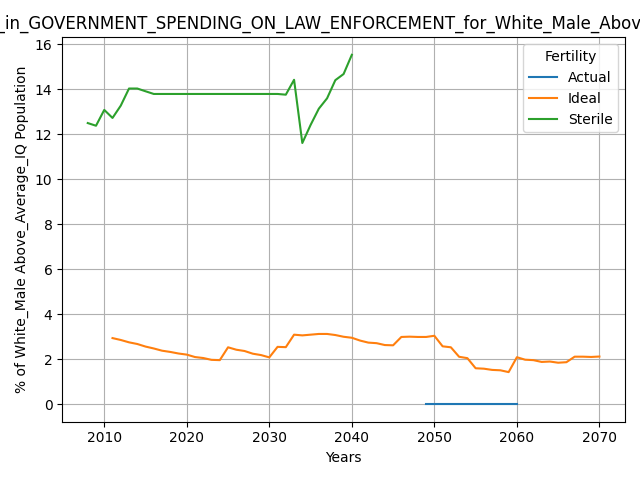 _in_GOVERNMENT_SPENDING_ON_LAW_ENFORCEMENT_for_White_Male_Abov
16
14
12
10
8
6
4
2
0
% of White_Male Above_Average_IQ Population
Fertility
Actual
Ideal
Sterile
2010 2020 2030 2040 2050 2060 2070
Years